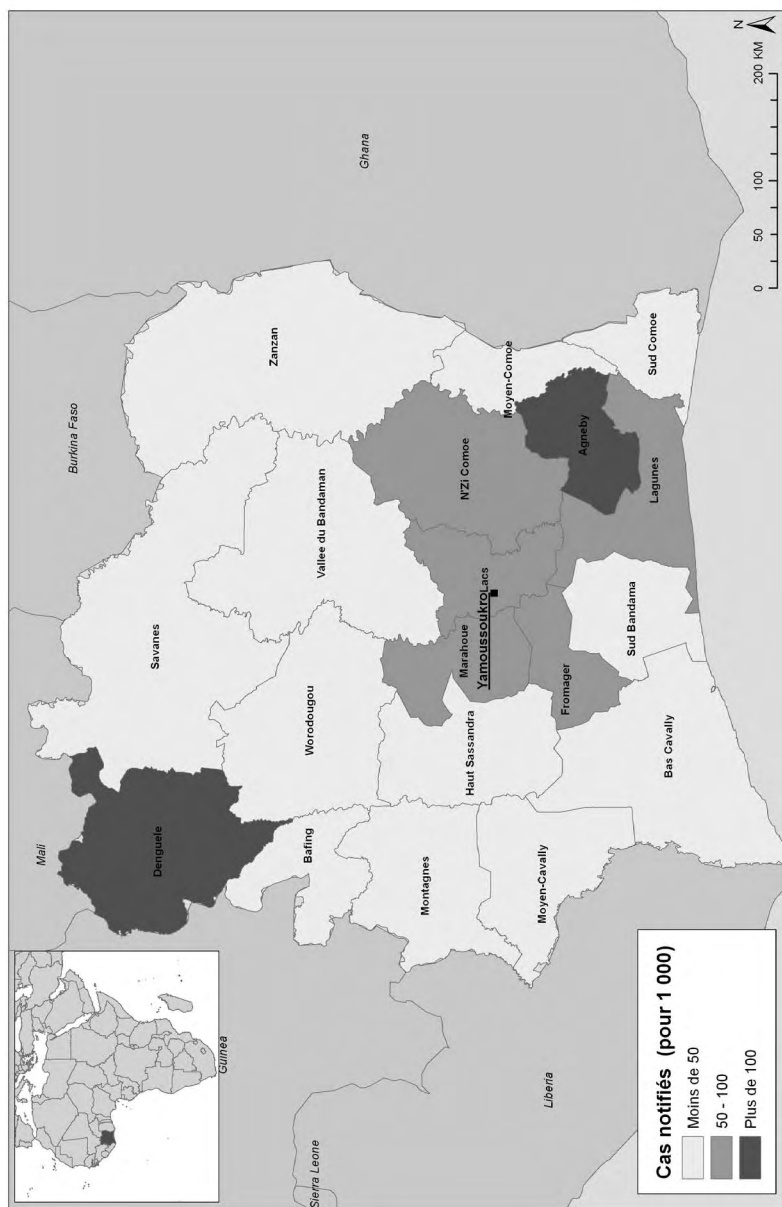 Guinea
Sierra Leone
Liberia
Mali
Burkina Faso
Ghana
Denguele
Savanes
Bafing
Worodougou
Vallee du Bandaman
Zanzan
Montagnes
Haut Sassandra
Marahoue
Yamoussoukro
Lacs
N'Zi Comoe
Moyen-Comoe
Moyen-Cavally
Fromager
Agneby
Bas Cavally
Sud Bandama
Lagunes
Sud Comoe
Cas notifiés (pour 1 000)
Moins de 50
50 - 100
Plus de 100
0 50 100 200 KM
N